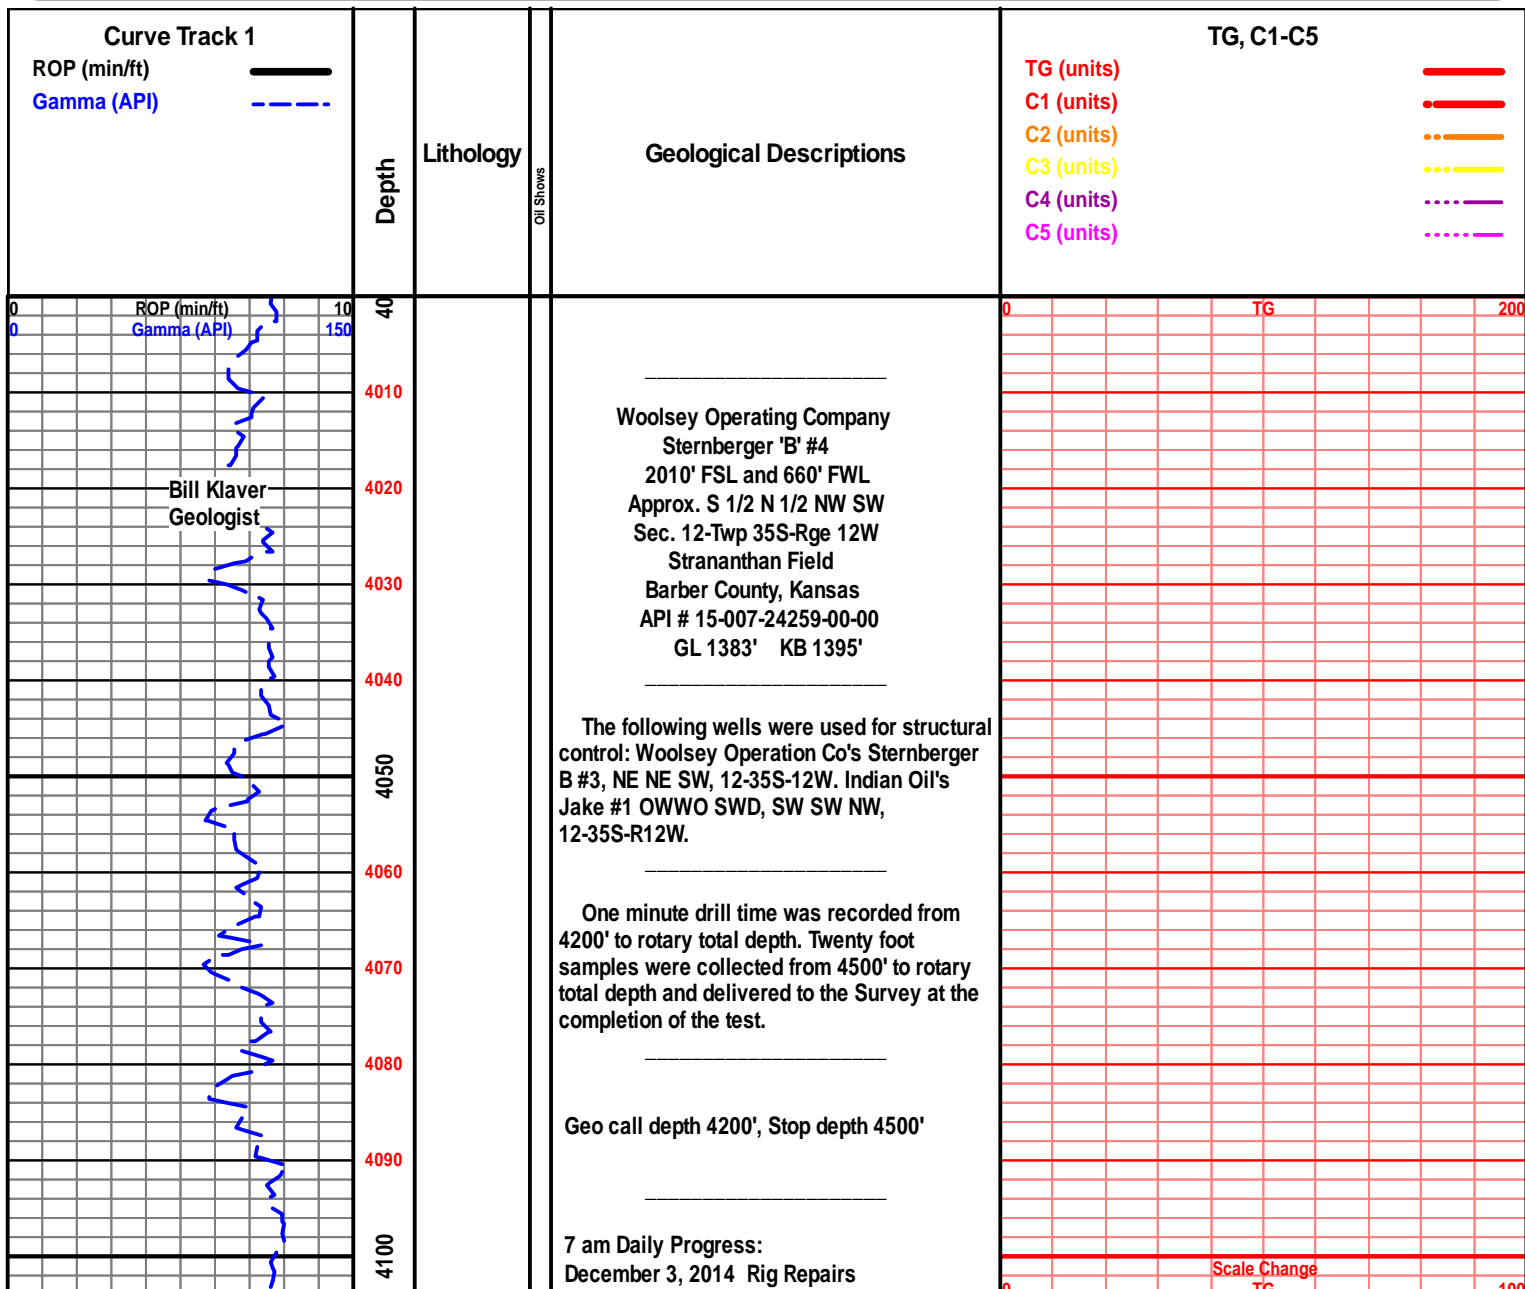 Curve Track 1
ROP (min/ft)
Gamma (API)
Depth
Lithology
Oil Shows
Geological Descriptions
TG, C1-C5
TG (units)
C1 (units)
C2 (units)
C3 (units)
C4 (units)
C5 (units)
0 ROP (min/ft) 10
0 Gamma (API) 150
40
0 TG 200
4010
Bill Klaver
Geologist
4020
4030
4040
4050
4060
4070
4080
4090
4100
Woolsey Operating Company
Sternberger 'B' #4
2010' FSL and 660' FWL
Approx. S 1/2 N 1/2 NW SW
Sec. 12-Twp 35S-Rge 12W
Stranathan Field
Barber County, Kansas
API # 15-007-24259-00-00
GL 1383' KB 1395'
The following wells were used for structural
control: Woolsey Operation Co's Sternberger
B #3, NE NE SW, 12-35S-12W. Indian Oil's
Jake #1 OWWO SWD, SW SW NW,
12-35S-R12W.
One minute drill time was recorded from
4200' to rotary total depth. Twenty foot
samples were collected from 4500' to rotary
total depth and delivered to the Survey at the
completion of the test.
Geo call depth 4200', Stop depth 4500'
7 am Daily Progress:
December 3, 2014 Rig Repairs
Scale Change
0 TG 100